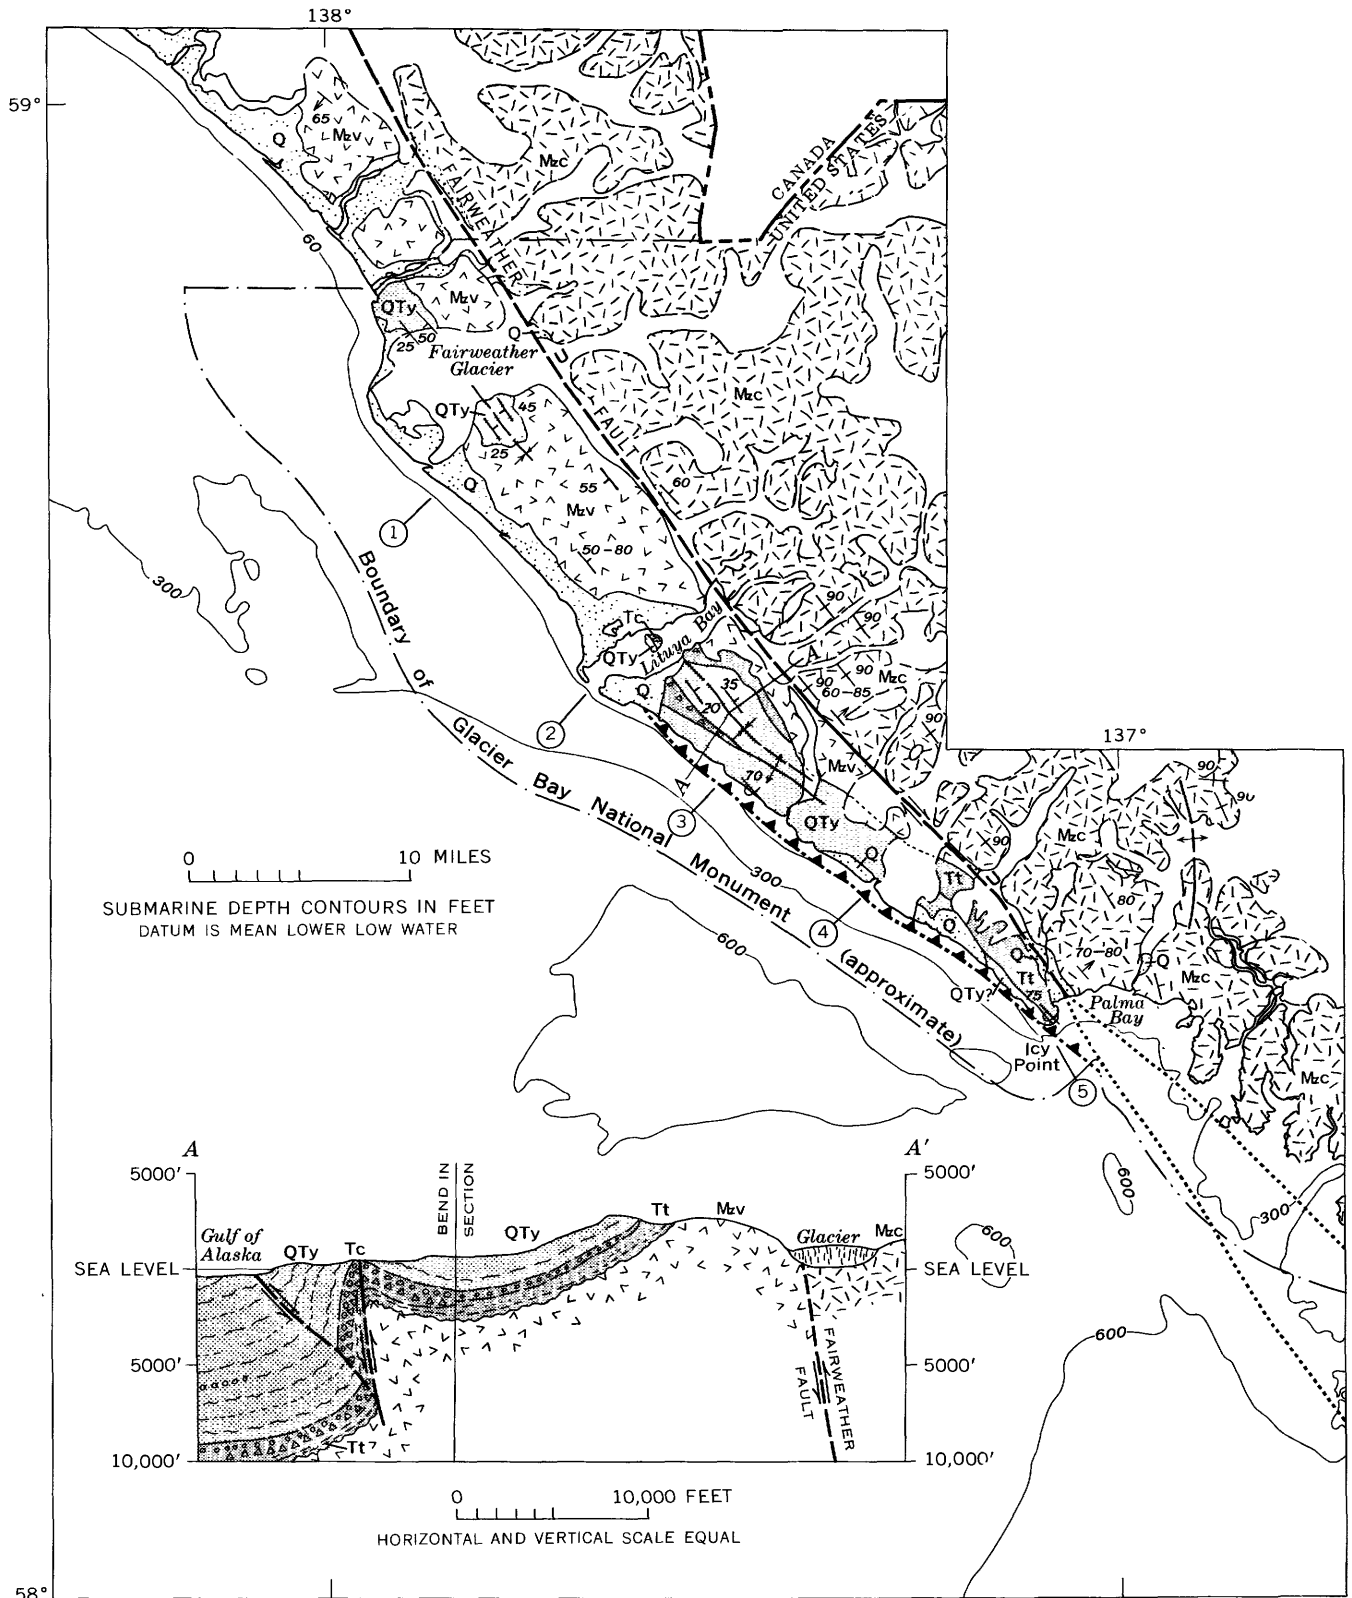 138°
59°
65
Mzv
Q
Mzc
CANADA
UNITED STATES
FAIRWEATHER
60
QTy
Mzv
50
25
Q
U
Fairweather
Glacier
QTy
45
25
Mzc
FAULT
60
Q
55
Mzv
50–80
1
300
90
90
Tc
QTy
Lituya Bay
A'
Q
35
20
90
60–85
90
Mzc
90
2
137°
70
A
Mzv
3
QTy
90
90
Mzc
90
Q
Tt
80
Boundary of Glacier Bay National Monument (approximate)
0 10 MILES
SUBMARINE DEPTH CONTOURS IN FEET
DATUM IS MEAN LOWER LOW WATER
300
4
600
Q
Q
Tt
75
70–80
Q
Mzc
QTy?
Palma
Bay
Icy
Point
5
Mzc
D
600
300
600
A
A'
5000'
BEND IN
SECTION
5000'
Gulf of
Alaska
QTy
Tc
QTy
Tt
Mzv
Glacier
Mzc
SEA LEVEL
SEA LEVEL
5000'
FAIRWEATHER
FAULT
5000'
Tt
10,000'
10,000'
600
0 10,000 FEET
HORIZONTAL AND VERTICAL SCALE EQUAL
58°